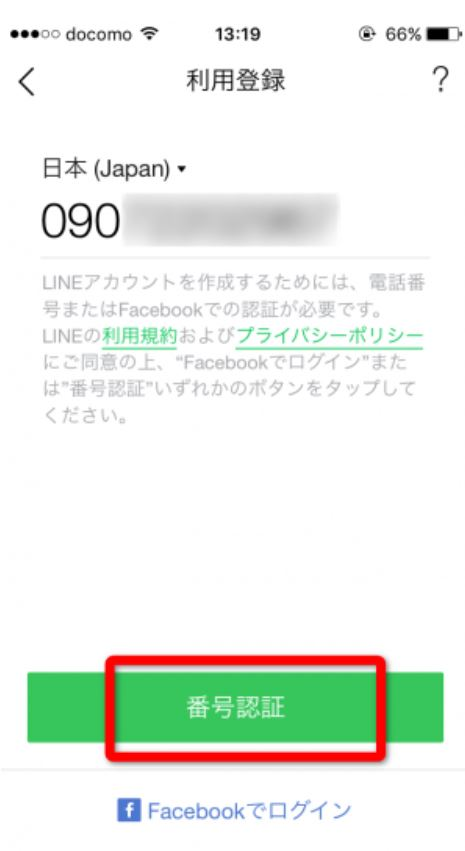 docomo 13:19 66%
利用登録 ?
日本 (Japan)
090
LINEアカウントを作成するためには、電話番
号またはFacebookでの認証が必要です。
LINEの利用規約およびプライバシーポリシー
にご同意の上、“Facebookでログイン”また
は”番号認証”いずれかのボタンをタップして
ください。
番号認証
f Facebookでログイン